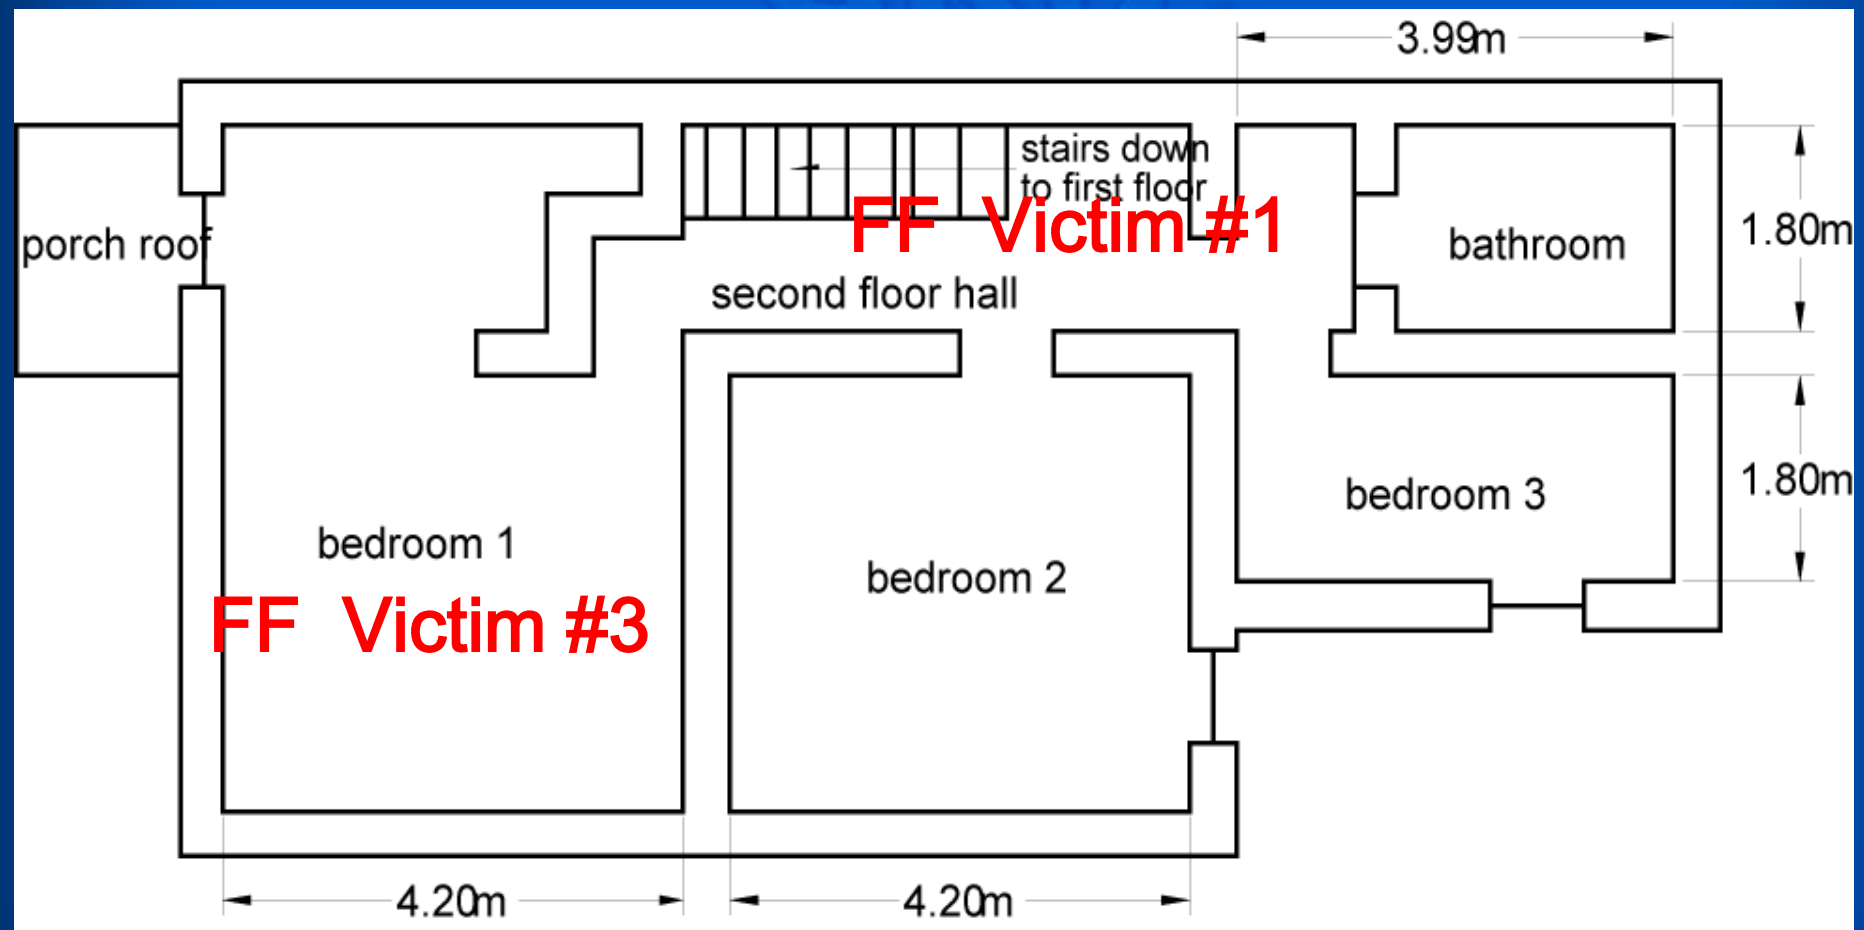 3.99m
stairs down
to first floor
FF  Victim #1
porch roof
bathroom
1.80m
second floor hall
bedroom 3
1.80m
bedroom 1
bedroom 2
FF  Victim #3
4.20m
4.20m